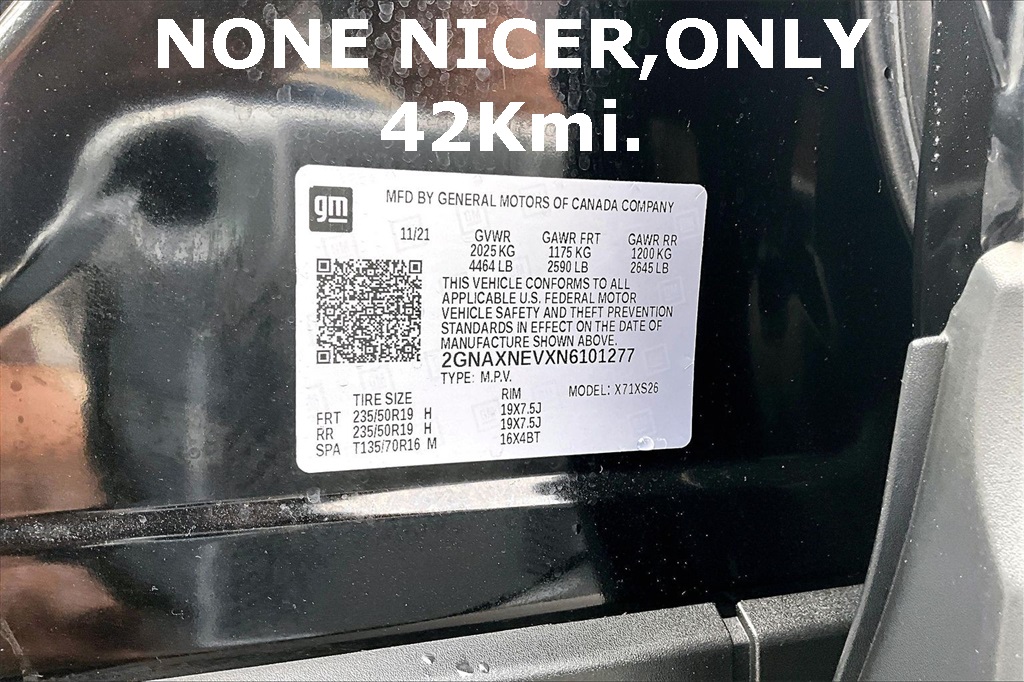 NONE NICER,ONLY
42Kmi.
gm
MFD BY GENERAL MOTORS OF CANADA COMPANY
11/21 GVWR GAWR FRT GAWR RR
2025 KG 1175 KG 1200 KG
4464 LB 2590 LB 2645 LB
THIS VEHICLE CONFORMS TO ALL
APPLICABLE U.S. FEDERAL MOTOR
VEHICLE SAFETY AND THEFT PREVENTION
STANDARDS IN EFFECT ON THE DATE OF
MANUFACTURE SHOWN ABOVE.
2GNAXNEVXN6101277
TYPE: M.P.V. MODEL: X71XS26
TIRE SIZE RIM
FRT 235/50R19 H 19X7.5J
RR 235/50R19 H 19X7.5J
SPA T135/70R16 M 16X4BT